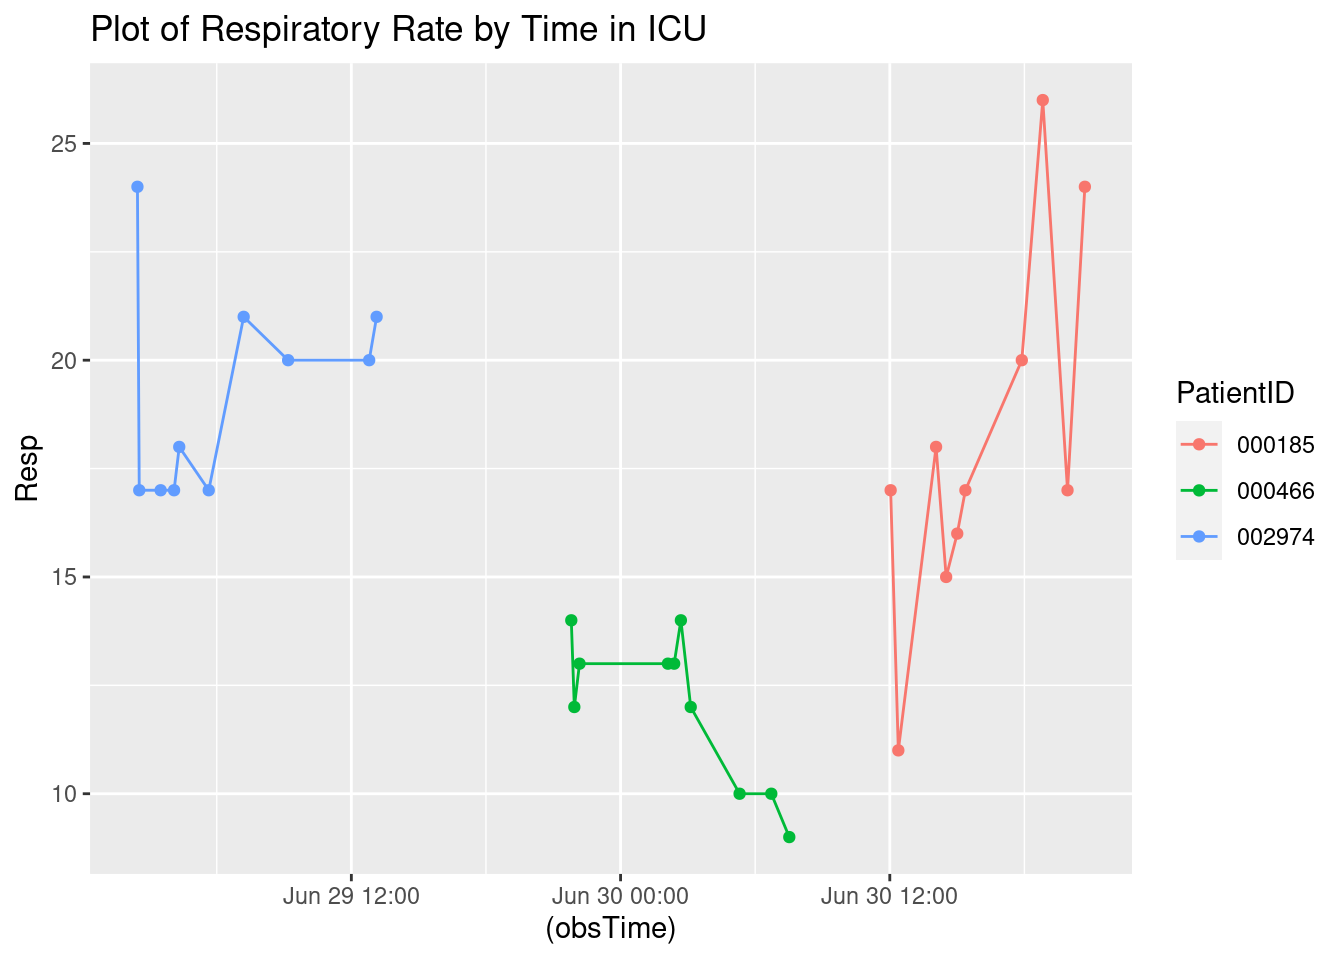 Plot of Respiratory Rate by Time in ICU
25
20
15
10
Resp
Jun 29 12:00
Jun 30 00:00
Jun 30 12:00
(obsTime)
PatientID
000185
000466
002974